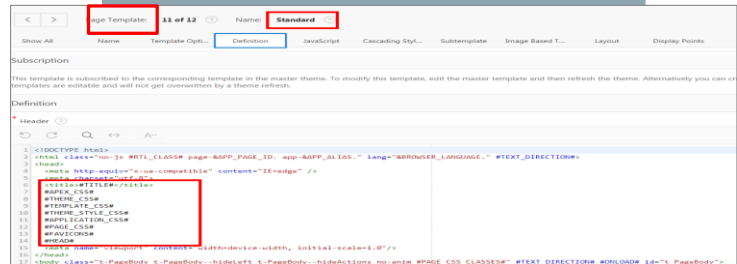 Page Template: 11 of 12 Name: Standard
Show All Name Template Opti... Definition JavaScript Cascading Styl... Subtemplate Image Based T... Layout Display Points
Subscription
This template is subscribed to the corresponding template in the master theme. To modify this template, edit the master template and then refresh the theme. Alternatively you can cr
templates are editable and will not get overwritten by a theme refresh.
Definition
* Header
1 <!DOCTYPE html>
2 <html class="no-js #RTL_CLASS# page-&APP_PAGE_ID. app-&APP_ALIAS." lang="&BROWSER_LANGUAGE." #TEXT_DIRECTION#>
3 <head>
4 <meta http-equiv="x-ua-compatible" content="IE=edge" />
5 <meta charset="utf-8">
6 <title>#TITLE#</title>
7 #APEX_CSS#
8 #THEME_CSS#
9 #TEMPLATE_CSS#
10 #THEME_STYLE_CSS#
11 #APPLICATION_CSS#
12 #PAGE_CSS#
13 #FAVICONS#
14 #HEAD#
15 <meta name="viewport" content="width=device-width, initial-scale=1.0"/>
16 </head>
17 <body class="t-PageBody t-PageBody--hideLeft t-PageBody--hideActions no-anim #PAGE_CSS_CLASSES#" #TEXT_DIRECTION# #ONLOAD# id="t_PageBody">